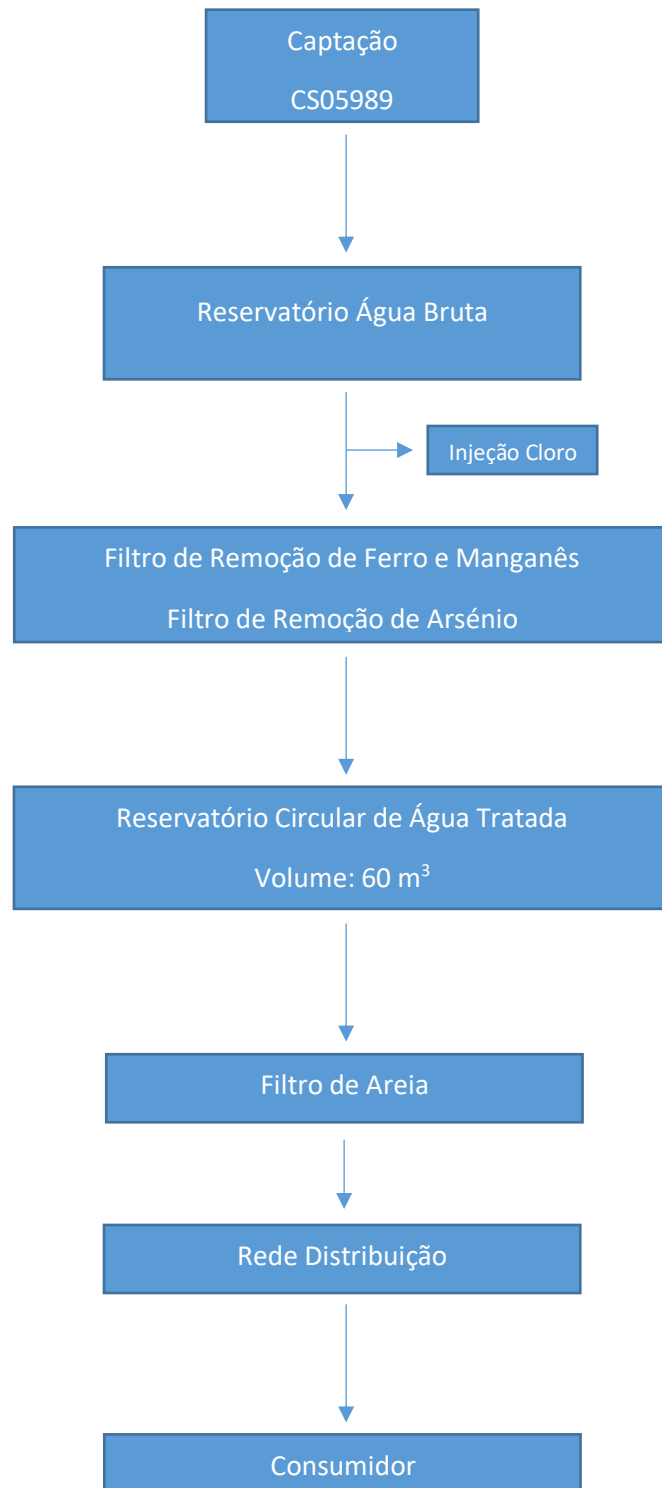 Captação
CS05989
Reservatório Água Bruta
Injeção Cloro
Filtro de Remoção de Ferro e Manganês
Filtro de Remoção de Arsénio
Reservatório Circular de Água Tratada
Volume: 60 m³
Filtro de Areia
Rede Distribuição
Consumidor